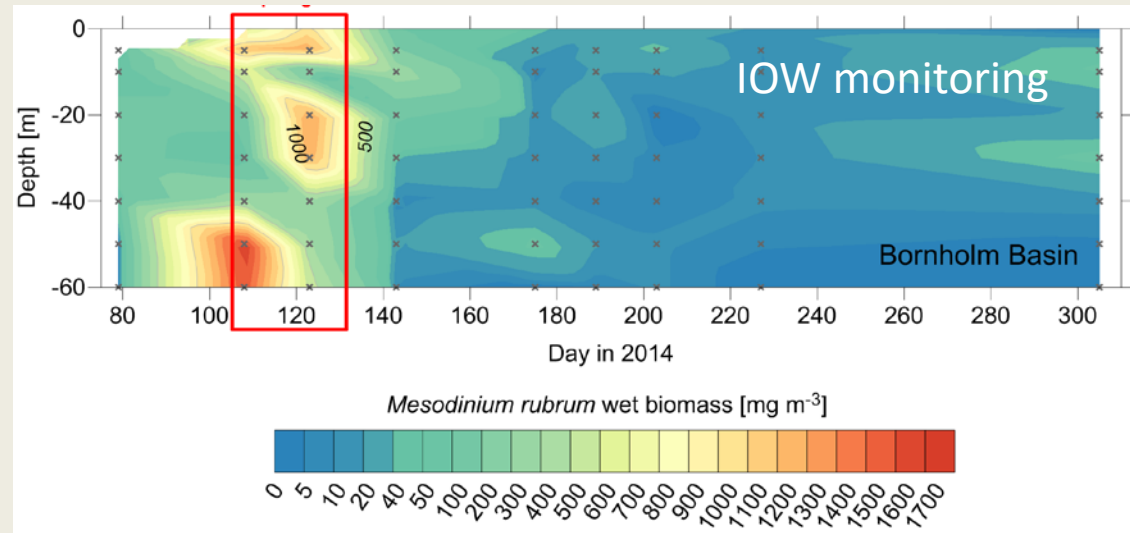 0
-20
-40
-60
Depth [m]
1000
500
IOW monitoring
Bornholm Basin
80 100 120 140 160 180 200 220 240 260 280 300
Day in 2014
Mesodinium rubrum wet biomass [mg m⁻³]
0 5 10 20 40 50 100 200 300 400 500 600 700 800 900 1000 1100 1200 1300 1400 1500 1600 1700